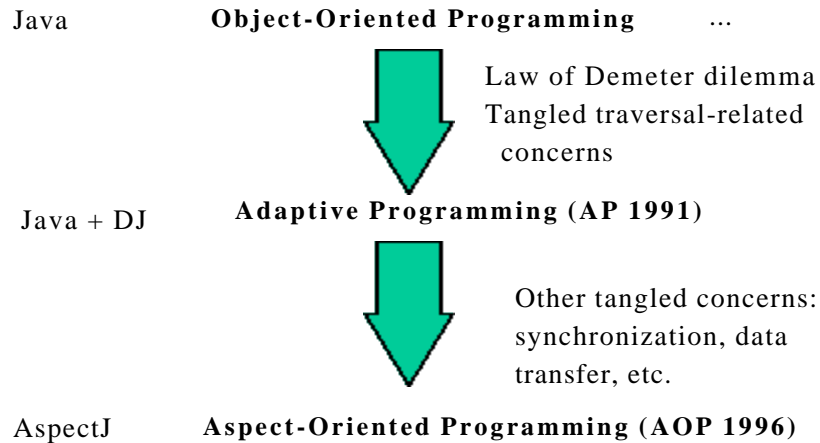 Java Object-Oriented Programming ...
Law of Demeter dilemma
Tangled traversal-related
concerns
Java + DJ Adaptive Programming (AP 1991)
Other tangled concerns:
synchronization, data
transfer, etc.
AspectJ Aspect-Oriented Programming (AOP 1996)